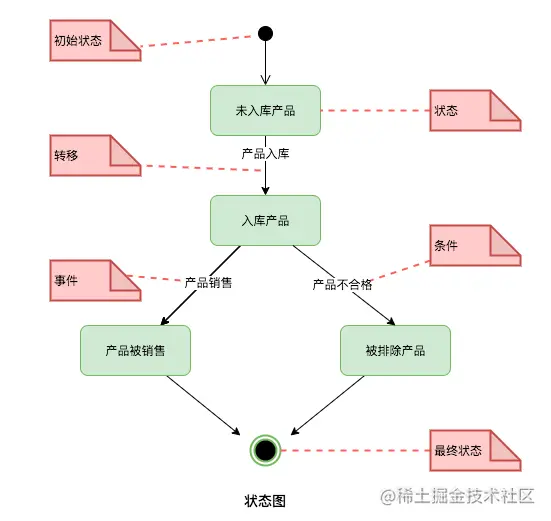 初始状态
未入库产品
状态
产品入库
转移
入库产品
条件
事件
产品销售
产品不合格
产品被销售
被排除产品
最终状态
状态图
@稀土掘金技术社区